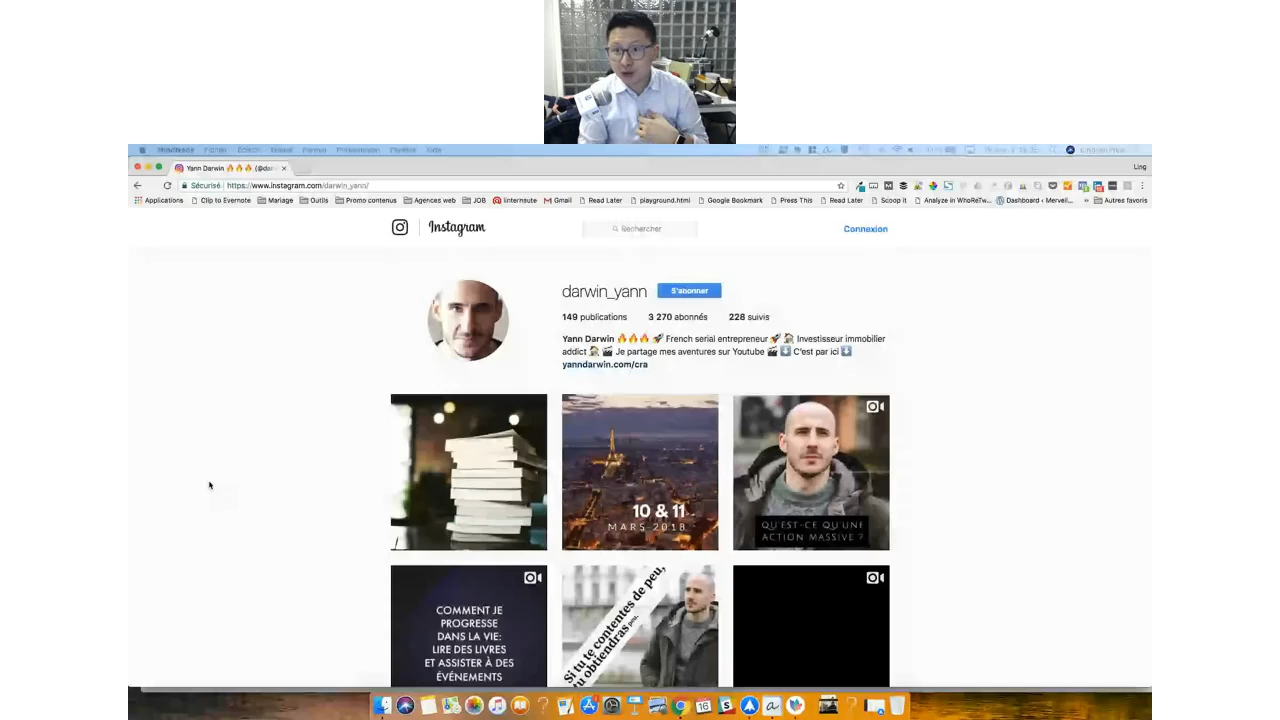 Yann Darwin 🔥🔥🔥 (@dar
Ling
Sécurisé https://www.instagram.com/darwin_yann/
Applications Clip to Evernote Mariage Outils Promo contenus Agences web JOB linternaute Gmail Read Later playground.html Google Bookmark Press This Read Later Scoop it Analyze in WhoReTw... Dashboard ‹ Merveil... » Autres favoris
Instagram Rechercher Connexion
darwin_yann S'abonner
149 publications 3 270 abonnés 228 suivis
Yann Darwin 🔥🔥🔥 🚀 French serial entrepreneur 🚀 🏠 Investisseur immobilier
addict 🏠 🎬 Je partage mes aventures sur Youtube 🎬 ⬇️ C'est par ici ⬇️
yanndarwin.com/cra
10 & 11
MARS 2018
QU'EST-CE QU'UNE
ACTION MASSIVE ?
COMMENT JE
PROGRESSE
DANS LA VIE:
LIRE DES LIVRES
ET ASSISTER À DES
ÉVÉNEMENTS
Si tu te contentes de peu,
u obtiendras peu.
16